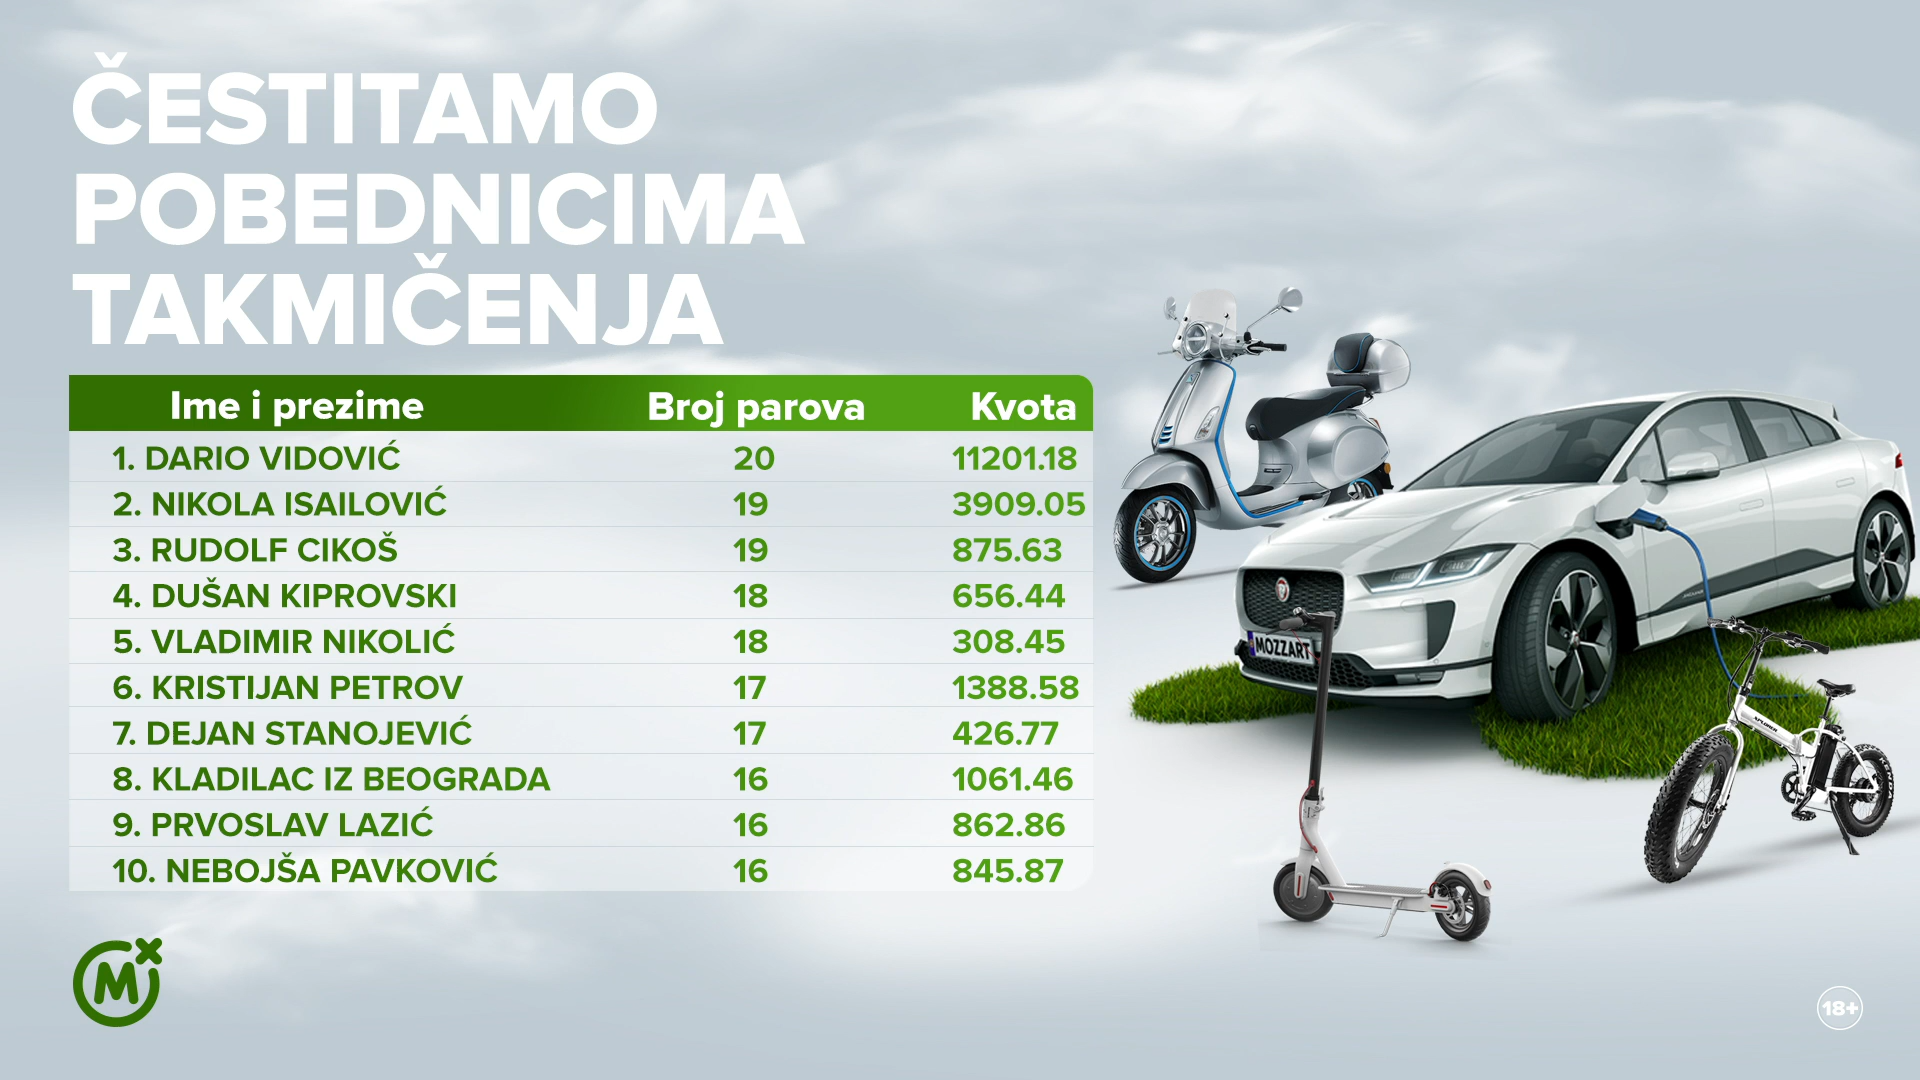 ČESTITAMO
POBEDNICIMA
TAKMIČENJA
Ime i prezime Broj parova Kvota
1. DARIO VIDOVIĆ 20 11201.18
2. NIKOLA ISAILOVIĆ 19 3909.05
3. RUDOLF CIKOŠ 19 875.63
4. DUŠAN KIPROVSKI 18 656.44
5. VLADIMIR NIKOLIĆ 18 308.45
6. KRISTIJAN PETROV 17 1388.58
7. DEJAN STANOJEVIĆ 17 426.77
8. KLADILAC IZ BEOGRADA 16 1061.46
9. PRVOSLAV LAZIĆ 16 862.86
10. NEBOJŠA PAVKOVIĆ 16 845.87
MOZZART
XPLORER
M
18+